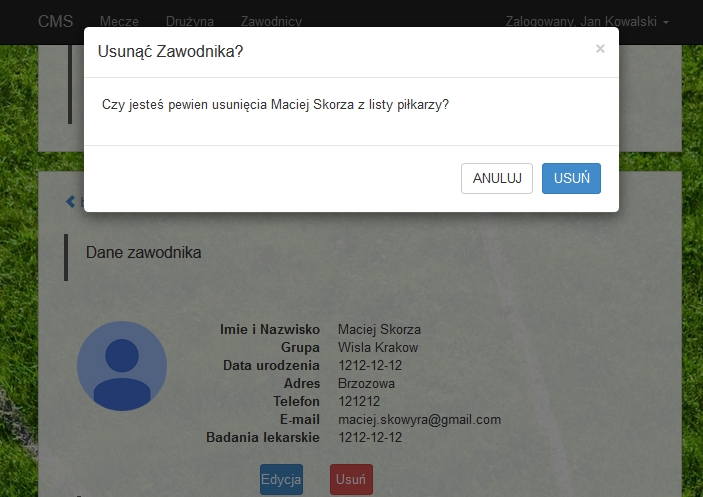 CMS Mecze Drużyna Zawodnicy Zalogowany, Jan Kowalski
Usunąć Zawodnika? ×
Czy jesteś pewien usunięcia Maciej Skorza z listy piłkarzy?
ANULUJ USUŃ
Dane zawodnika
Imie i Nazwisko Maciej Skorza
Grupa Wisla Krakow
Data urodzenia 1212-12-12
Adres Brzozowa
Telefon 121212
E-mail maciej.skowyra@gmail.com
Badania lekarskie 1212-12-12
Edycja Usuń